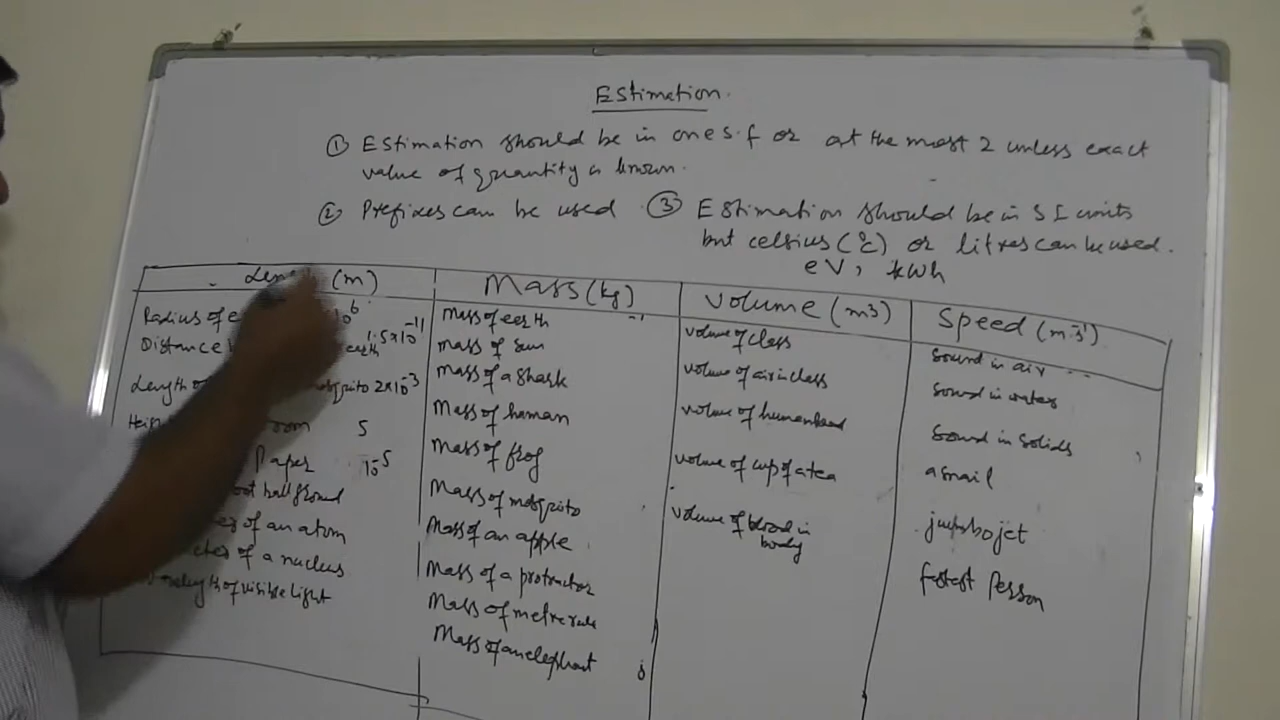 Estimation.
① Estimation should be in one s.f or at the most 2 unless exact
value of quantity is known.
② Prefixes can be used ③ Estimation should be in SI units
but celsius (°C) or litres can be used.
eV, kWh
(m) Mass (kg) Volume (m3) Speed (m.s-1)
Radius of 10^6
Distance earth 1.5x10^-11
Length of 2x10^-3
5
Paper 10^-5
ball ground
of an atom
of a nucleus
of visible light
Mass of earth
Mass of sun
Mass of a shark
Mass of human
Mass of frog
Mass of mosquito
Mass of an apple
Mass of a protractor
Mass of metre rule
Mass of an elephant
volume of class
volume of air in class
volume of human head
volume of cup of a tea
volume of blood in
body
Sound in air
Sound in water
Sound in solids
a snail
jumbo jet
fastest person